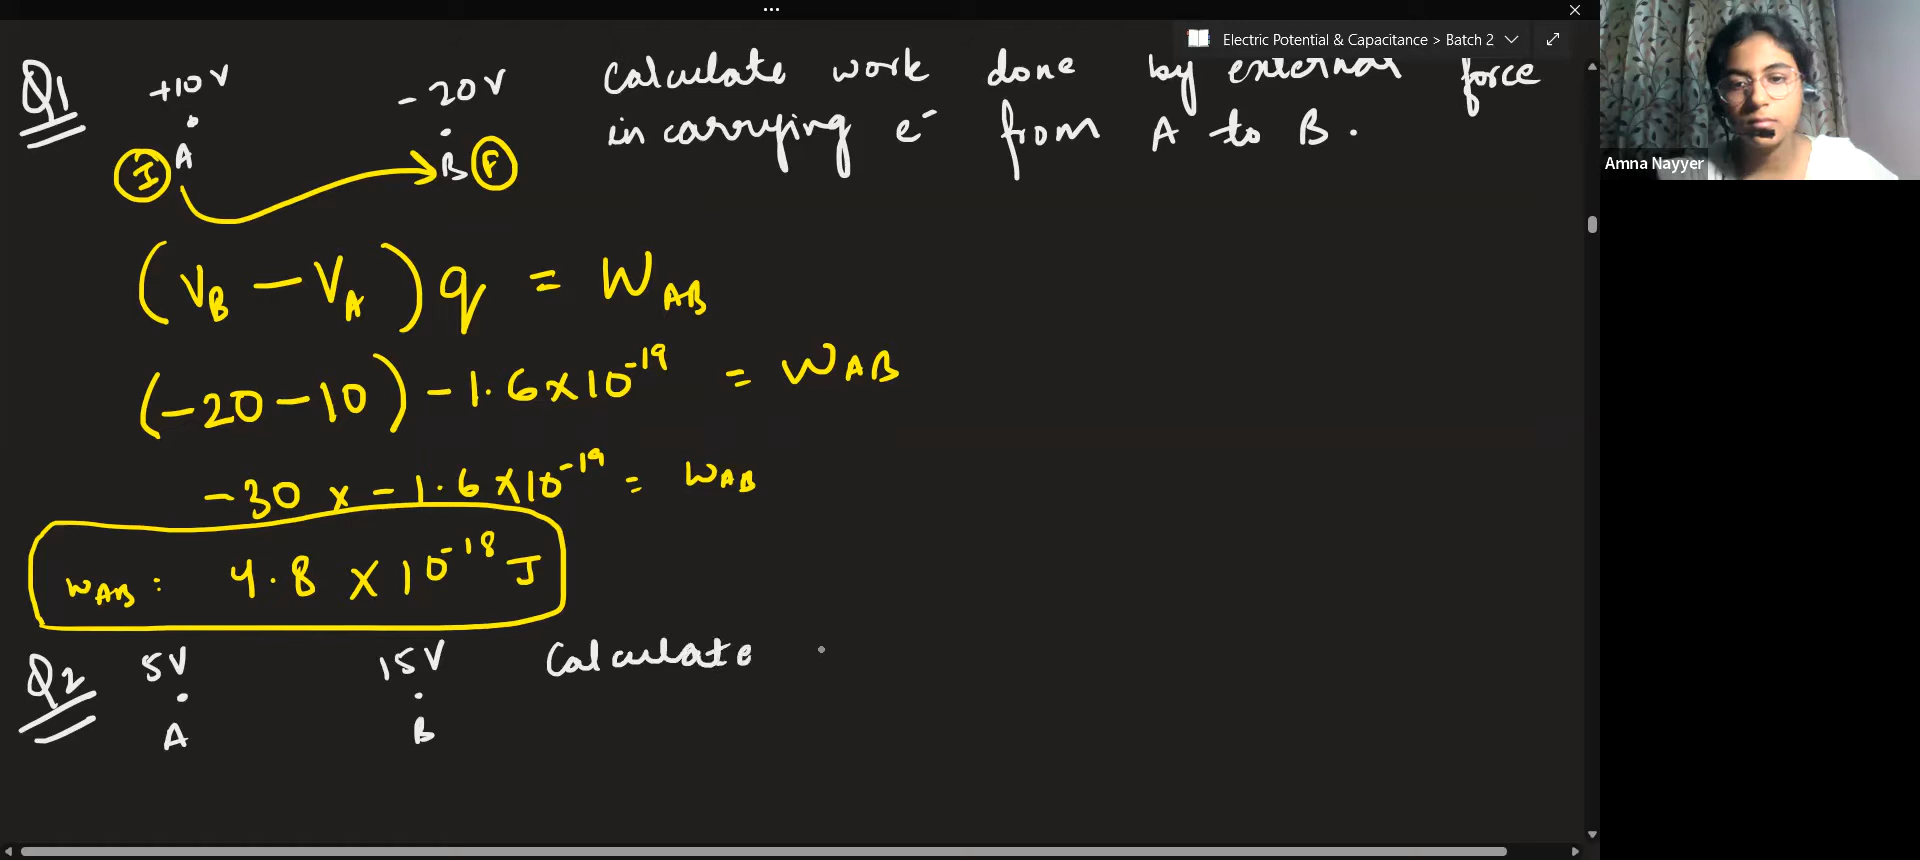 Electric Potential & Capacitance > Batch 2
Q1 +10V -20V Calculate work done by external force
A B in carrying e⁻ from A to B.
I F
Amna Nayyer
(V_B - V_A) q = W_AB
(-20 - 10) - 1.6 x 10⁻¹⁹ = W_AB
-30 x - 1.6 x 10⁻¹⁹ = W_AB
W_AB : 4.8 x 10⁻¹⁸ J
Q2 5V 15V Calculate
A B